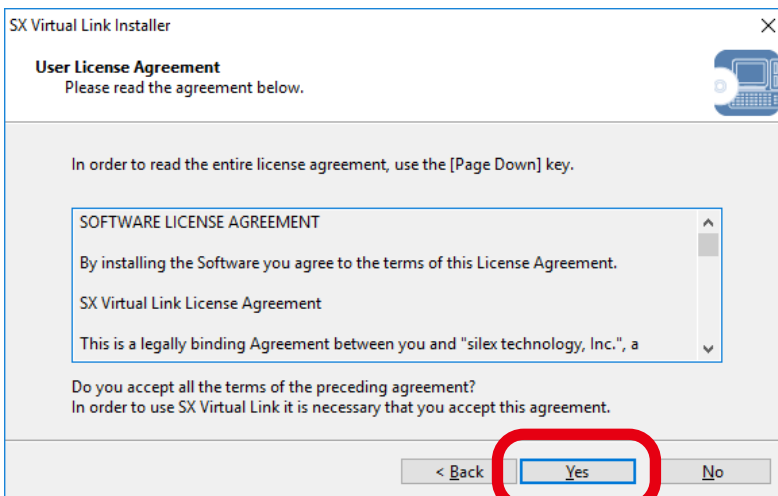 SX Virtual Link Installer
User License Agreement
Please read the agreement below.
In order to read the entire license agreement, use the [Page Down] key.
SOFTWARE LICENSE AGREEMENT
By installing the Software you agree to the terms of this License Agreement.
SX Virtual Link License Agreement
This is a legally binding Agreement between you and "silex technology, Inc.", a
Do you accept all the terms of the preceding agreement?
In order to use SX Virtual Link it is necessary that you accept this agreement.
< Back Yes No